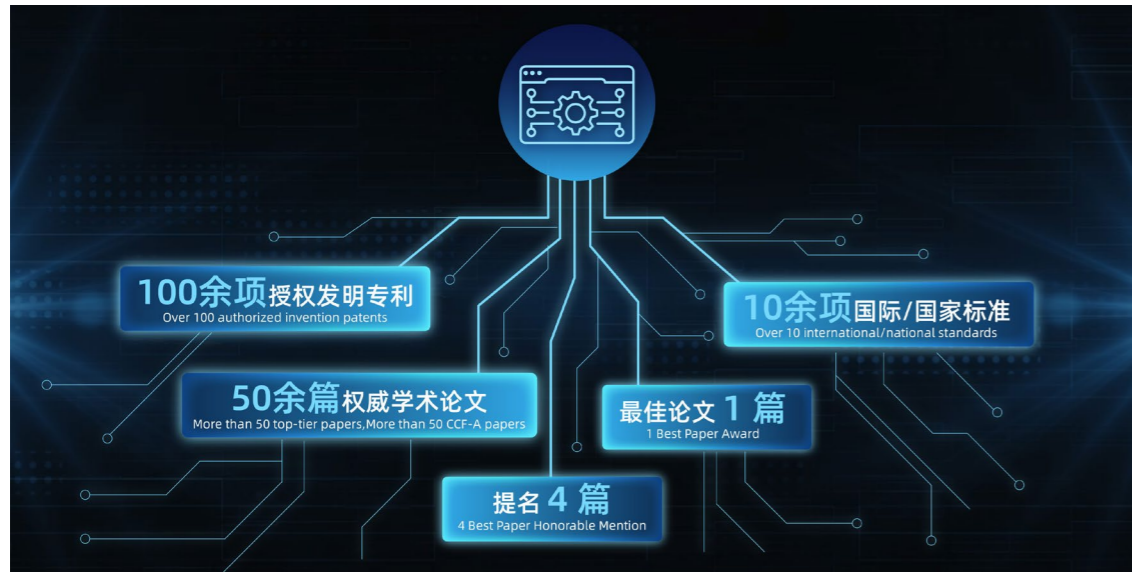 100余项授权发明专利
Over 100 authorized invention patents
10余项国际/国家标准
Over 10 international/national standards
50余篇权威学术论文
More than 50 top-tier papers,More than 50 CCF-A papers
最佳论文 1 篇
1 Best Paper Award
提名 4 篇
4 Best Paper Honorable Mention